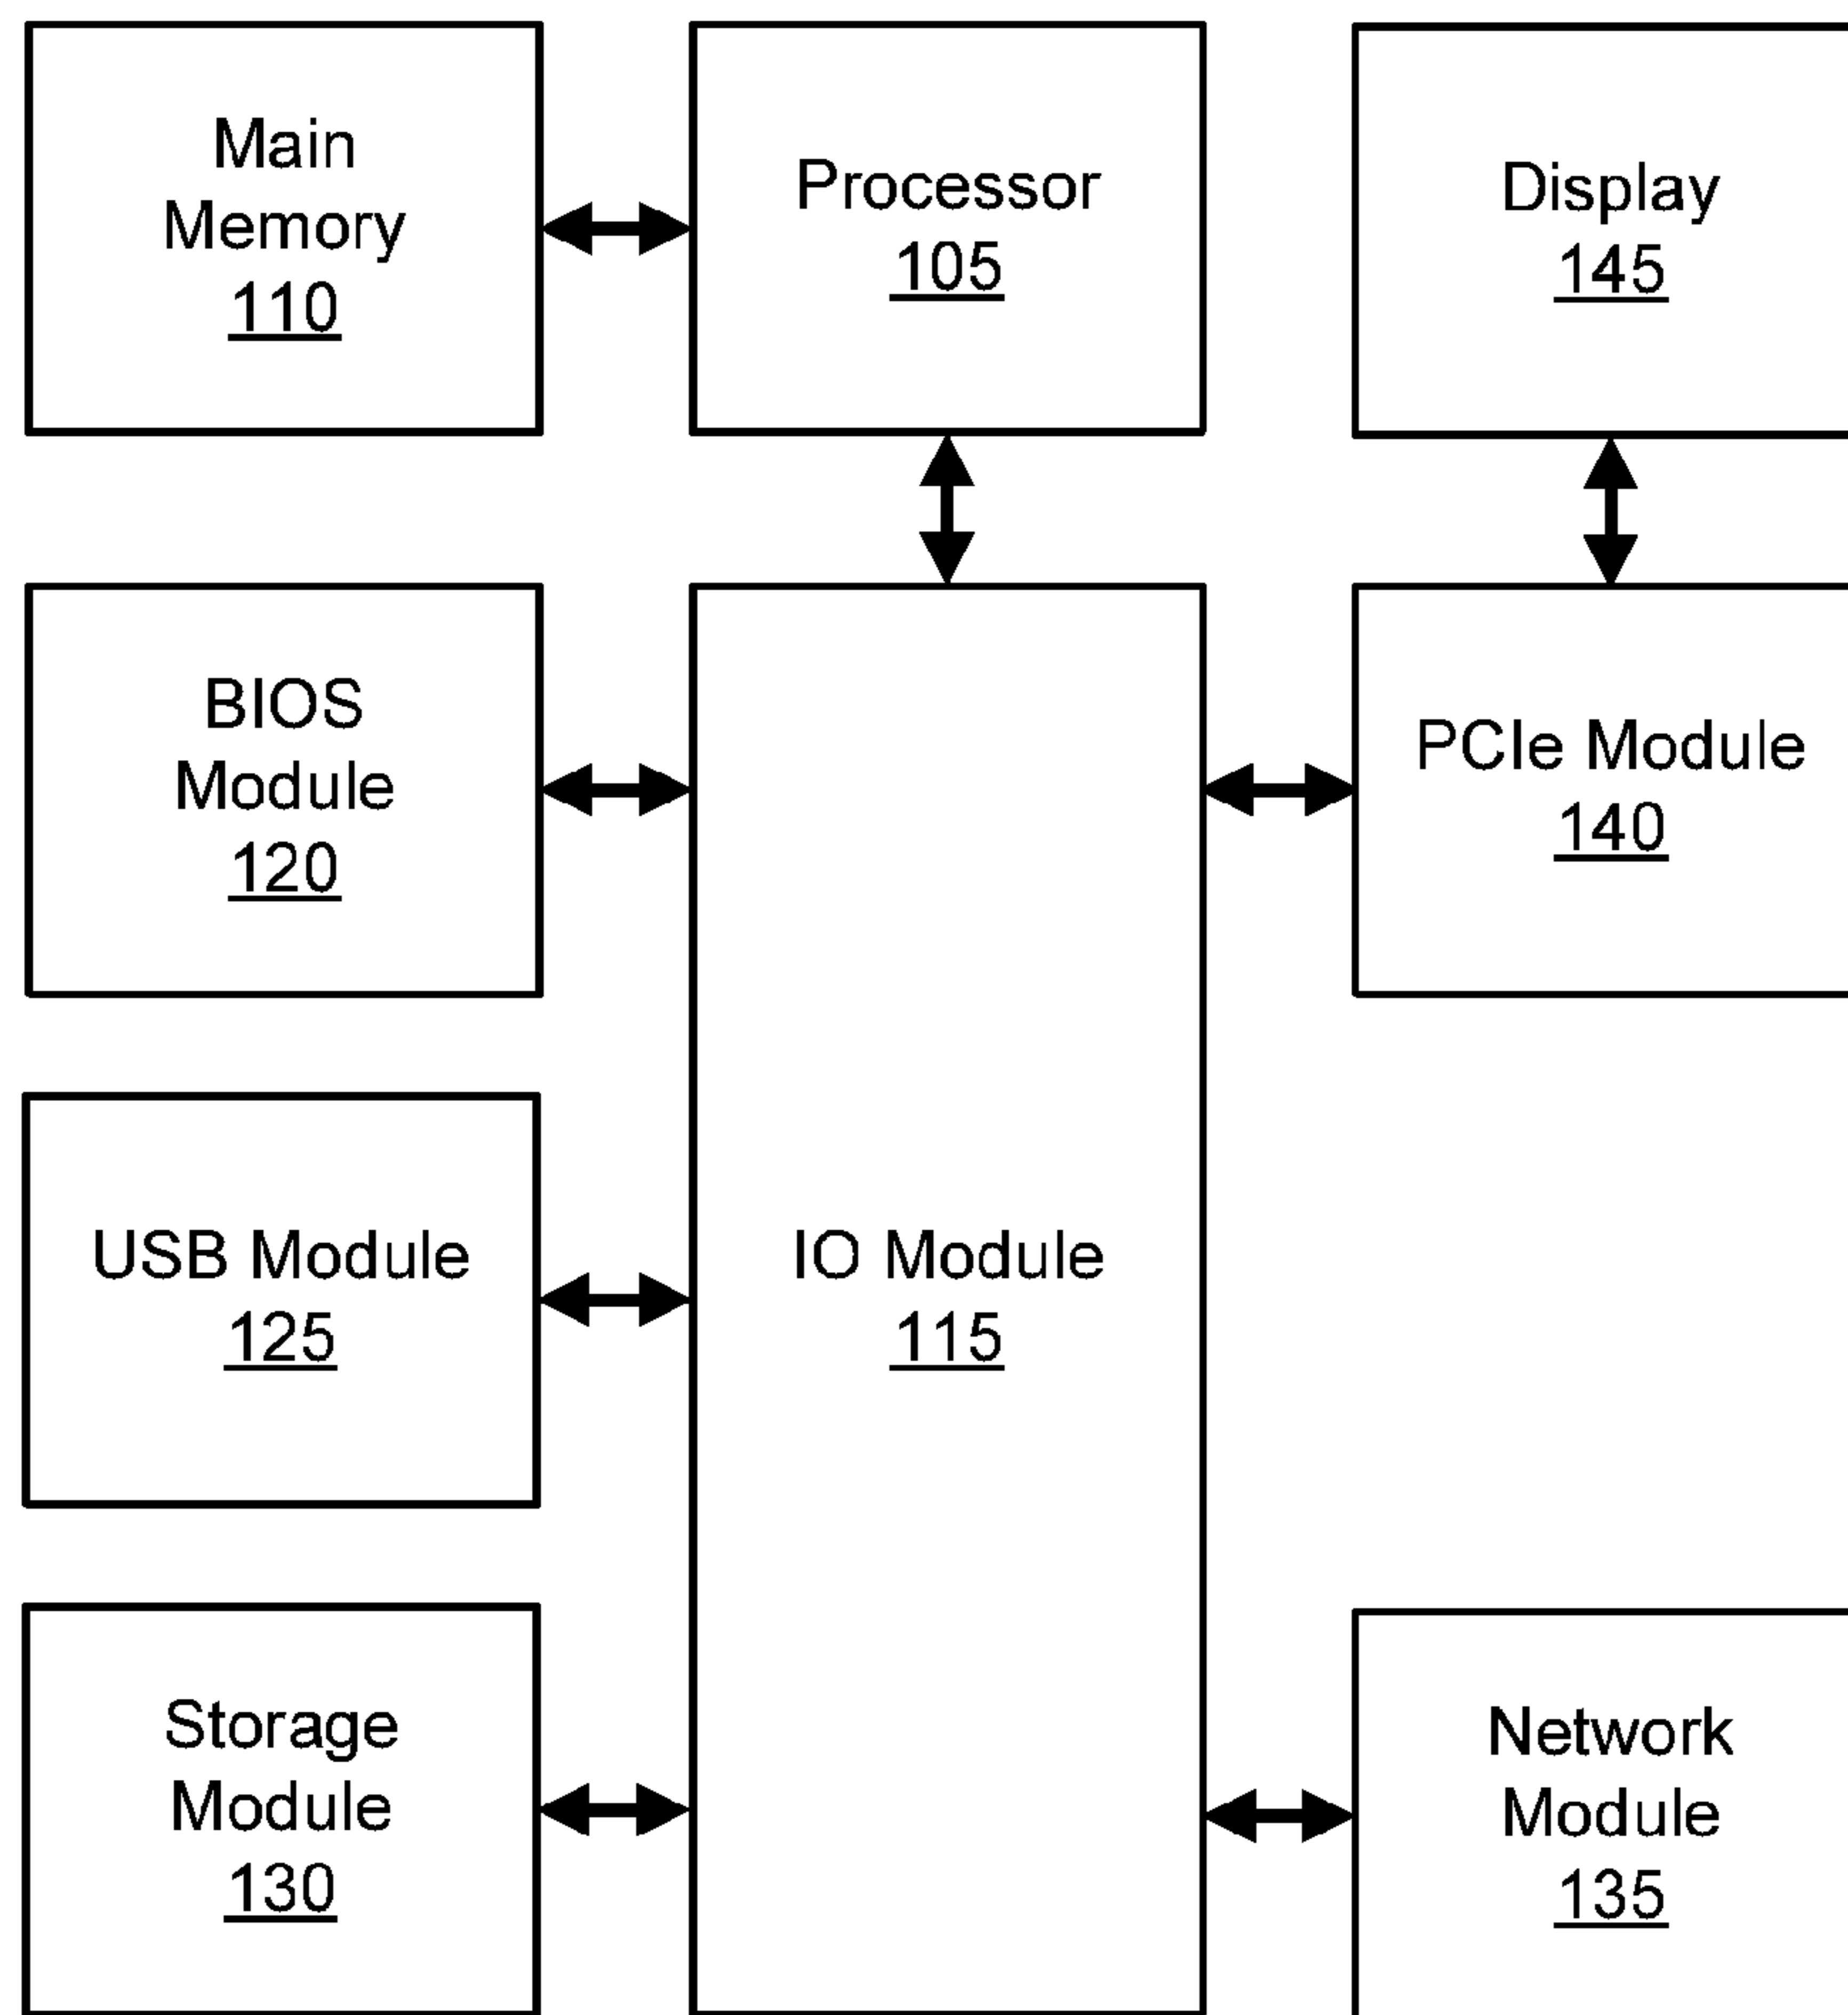 Main
Memory
110
Processor
105
Display
145
BIOS
Module
120
PCIe Module
140
USB Module
125
IO Module
115
Storage
Module
130
Network
Module
135